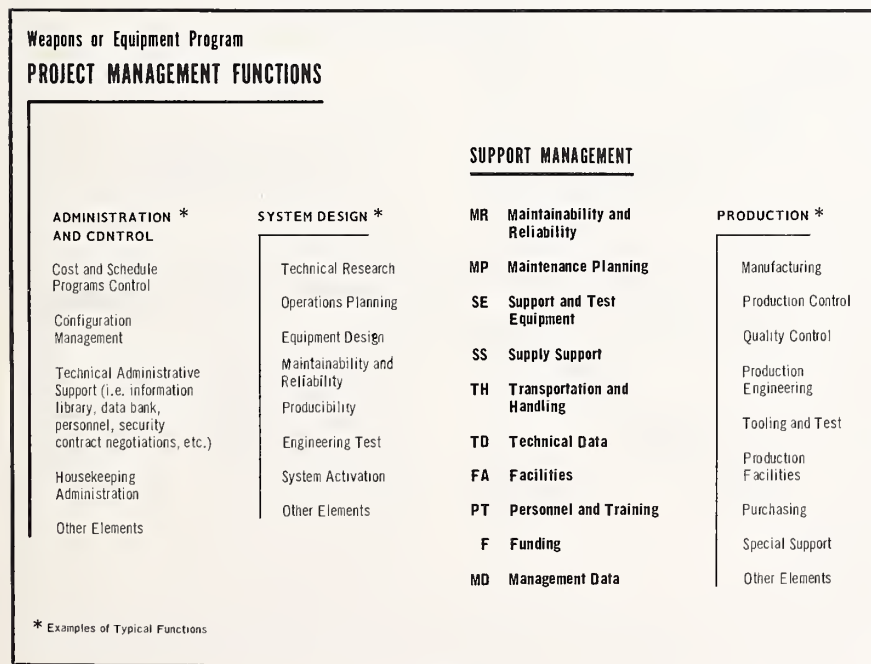 Weapons or Equipment Program
PROJECT MANAGEMENT FUNCTIONS
ADMINISTRATION *
AND CONTROL
Cost and Schedule
Programs Control
Configuration
Management
Technical Administrative
Support (i.e. information
library, data bank,
personnel, security
contract negotiations, etc.)
Housekeeping
Administration
Other Elements
SYSTEM DESIGN *
Technical Research
Operations Planning
Equipment Design
Maintainability and
Reliability
Producibility
Engineering Test
System Activation
Other Elements
SUPPORT MANAGEMENT
MR Maintainability and
Reliability
MP Maintenance Planning
SE Support and Test
Equipment
SS Supply Support
TH Transportation and
Handling
TD Technical Data
FA Facilities
PT Personnel and Training
F Funding
MD Management Data
PRODUCTION *
Manufacturing
Production Control
Quality Control
Production
Engineering
Tooling and Test
Production
Facilities
Purchasing
Special Support
Other Elements
* Examples of Typical Functions